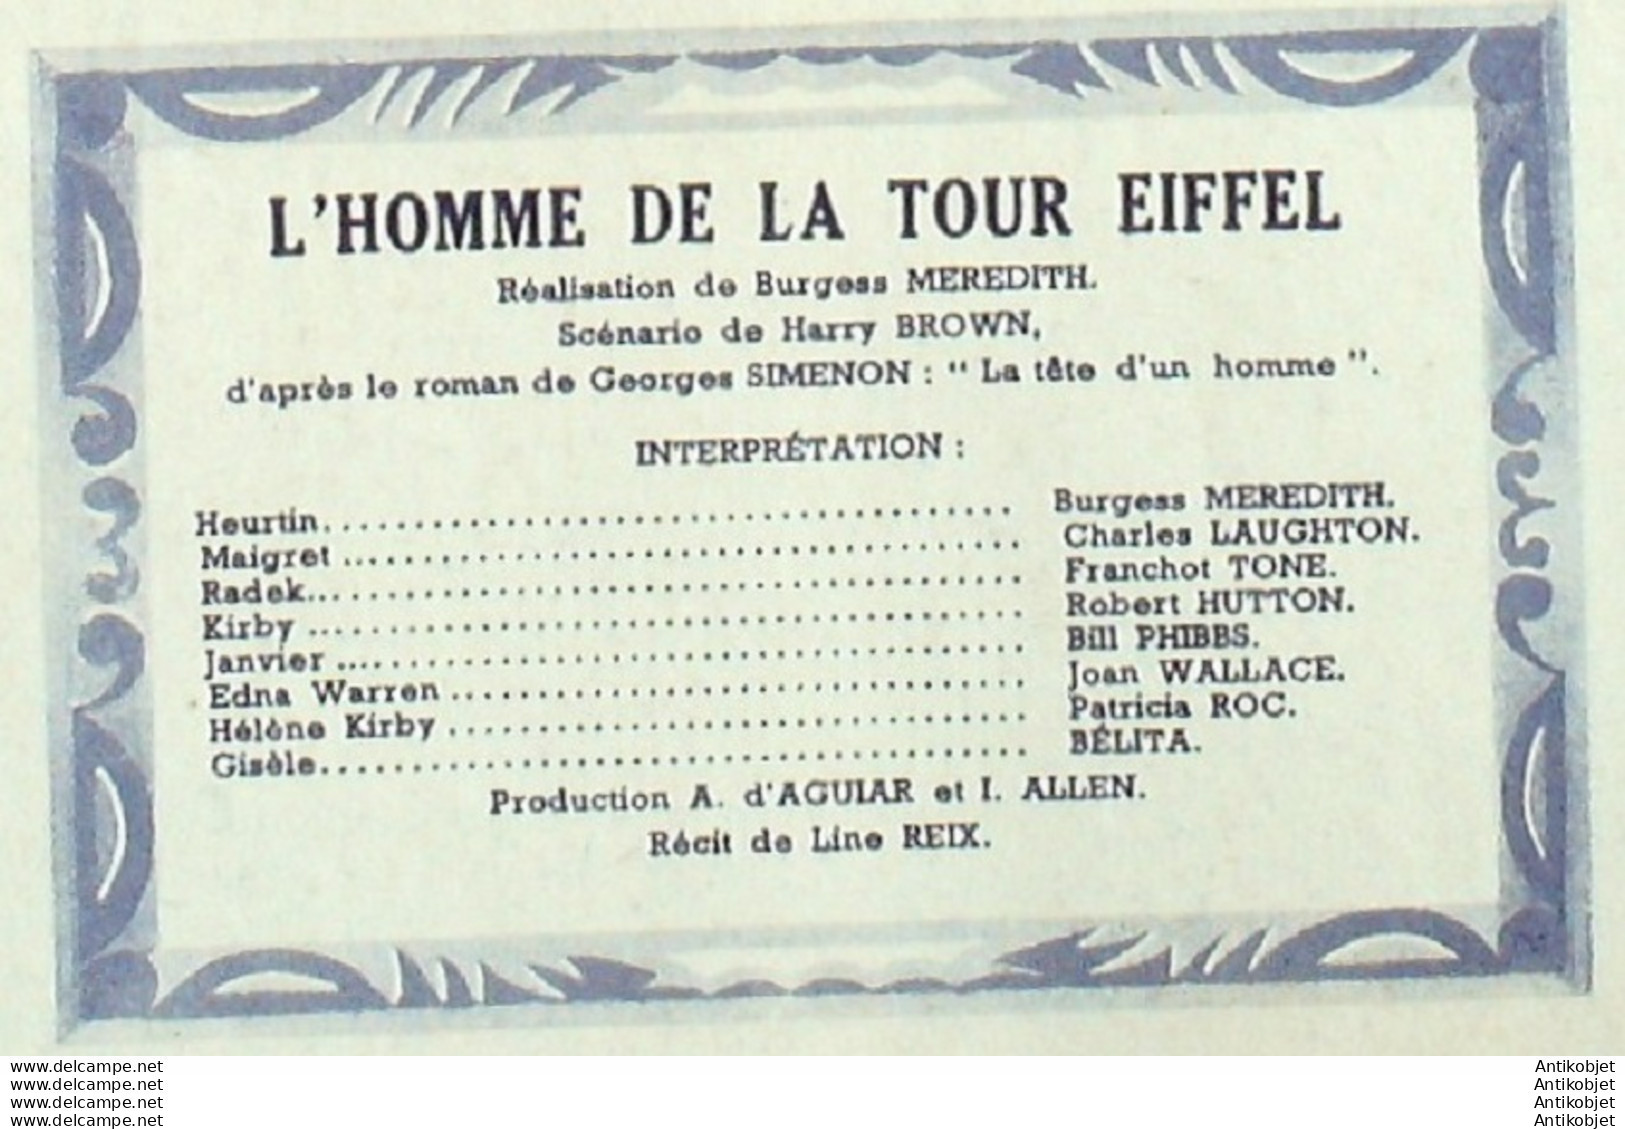 L'HOMME DE LA TOUR EIFFEL
Réalisation de Burgess MEREDITH.
Scénario de Harry BROWN,
d'après le roman de Georges SIMENON : " La tête d'un homme ".
INTERPRÉTATION :
Heurtin........................................ Burgess MEREDITH.
Maigret ........................................ Charles LAUGHTON.
Radek........................................ Franchot TONE.
Kirby ........................................ Robert HUTTON.
Janvier ........................................ Bill PHIBBS.
Edna Warren .................................. Joan WALLACE.
Hélène Kirby .................................. Patricia ROC.
Gisèle........................................ BÉLITA.
Production A. d'AGUIAR et I. ALLEN.
Récit de Line REIX.
www.delcampe.net Antikobjet
www.delcampe.net Antikobjet
www.delcampe.net Antikobjet
www.delcampe.net Antikobjet